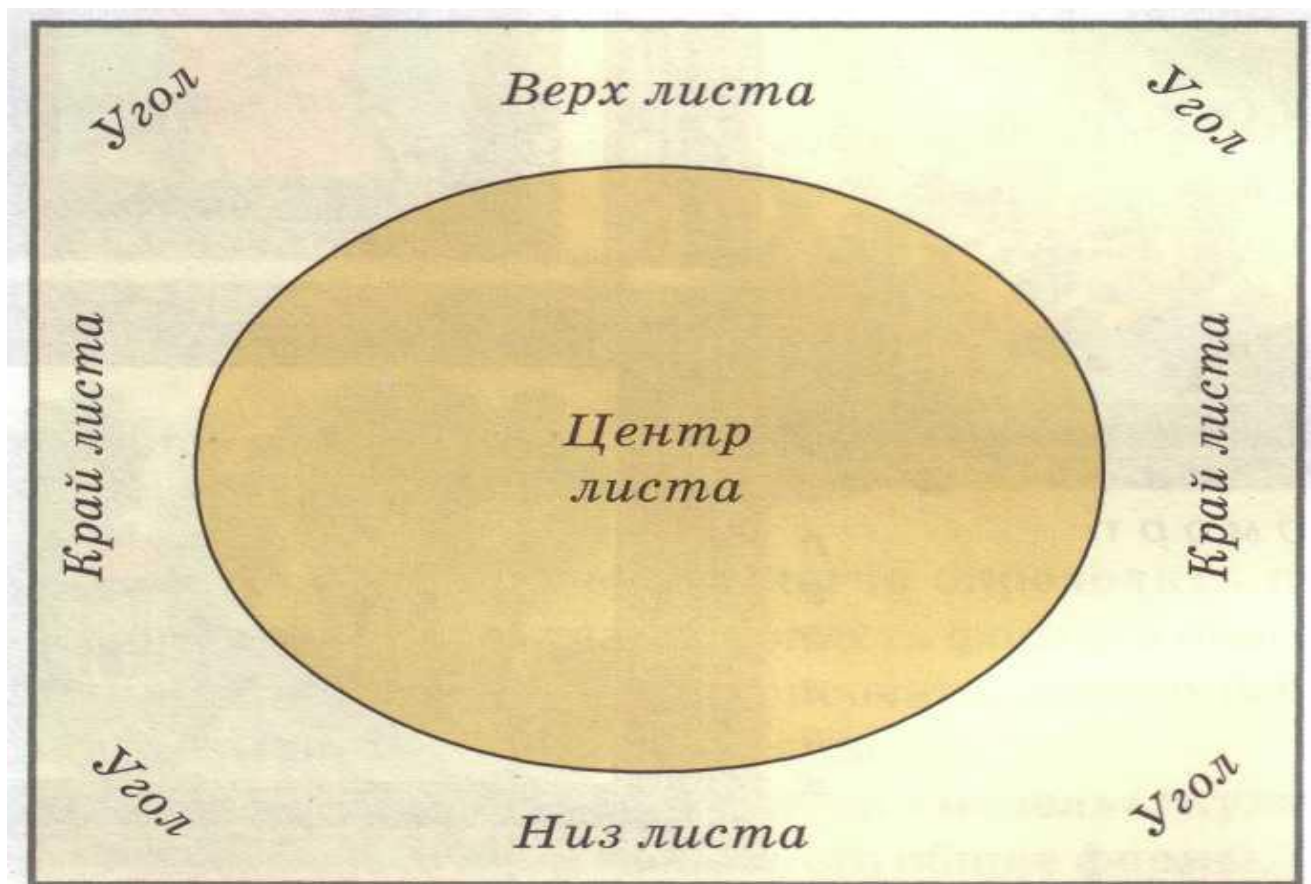 Угол
Верх листа
Угол
Край листа
Центр
листа
Край листа
Угол
Низ листа
Угол